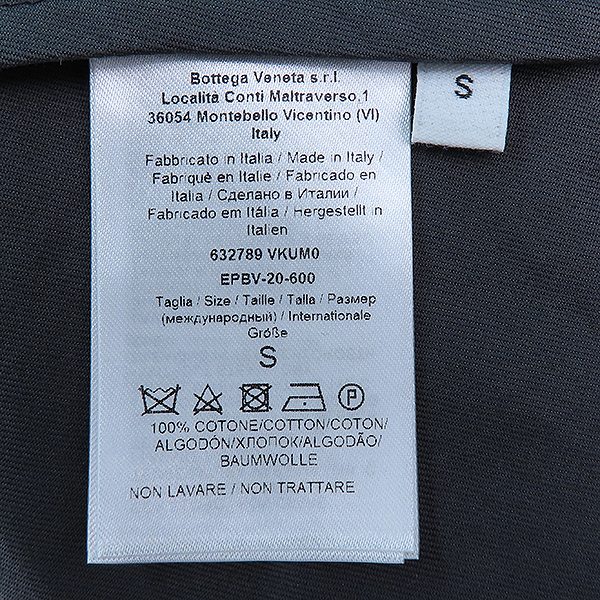 Bottega Veneta s.r.l.
Località Conti Maltraverso,1
36054 Montebello Vicentino (VI)
Italy
Fabbricato in Italia / Made in Italy /
Fabriqué en Italie / Fabricado en
Italia / Сделано в Италии /
Fabricado em Itália / Hergestellt in
Italien
632789 VKUM0
EPBV-20-600
Taglia / Size / Taille / Talla / Размер
(международный) / Internationale
Größe
S
P
100% COTONE/COTTON/COTON/
ALGODÓN/ХЛОПОК/ALGODÃO/
BAUMWOLLE
NON LAVARE / NON TRATTARE
S